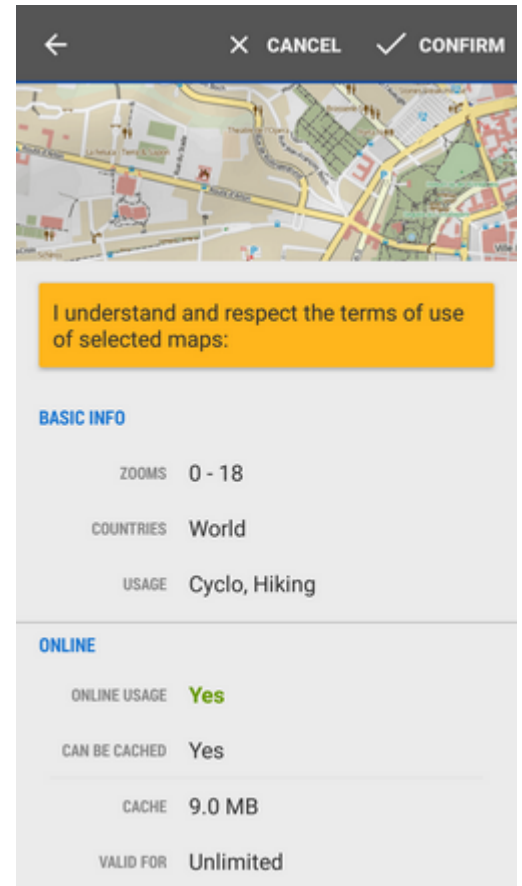 CANCEL CONFIRM
I understand and respect the terms of use
of selected maps:
BASIC INFO
ZOOMS 0 - 18
COUNTRIES World
USAGE Cyclo, Hiking
ONLINE
ONLINE USAGE Yes
CAN BE CACHED Yes
CACHE 9.0 MB
VALID FOR Unlimited